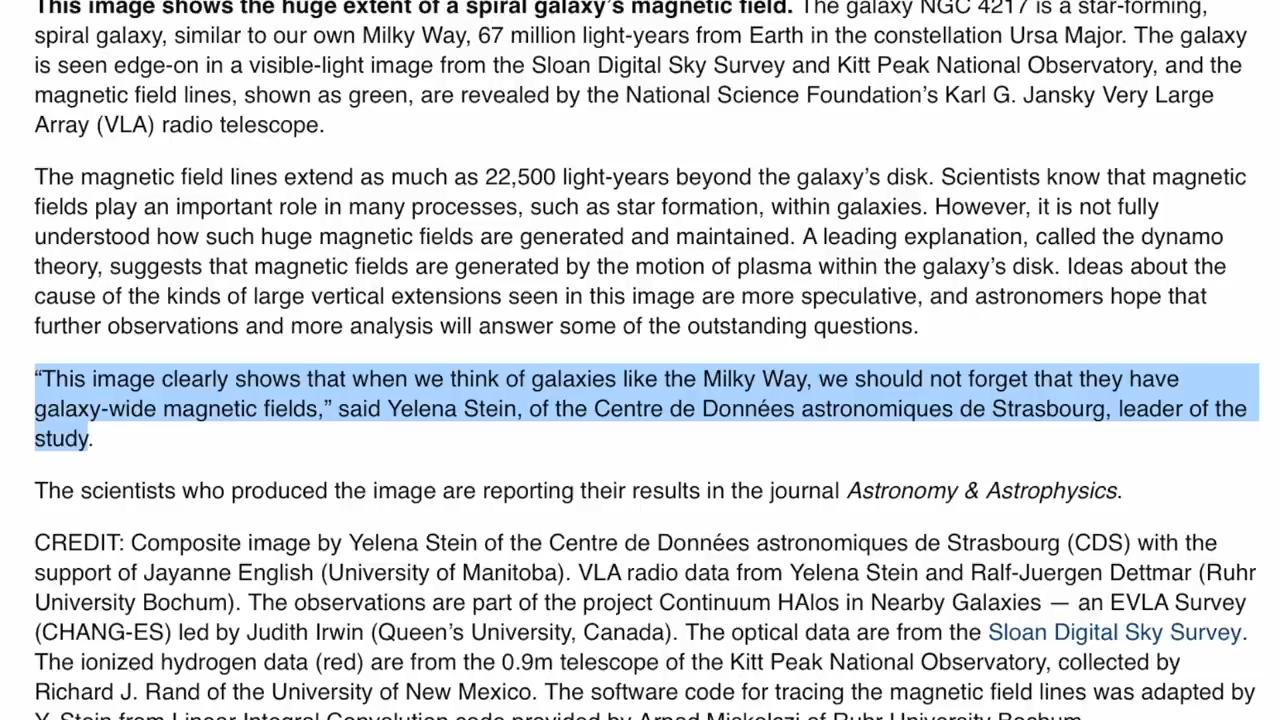 This image shows the huge extent of a spiral galaxy’s magnetic field. The galaxy NGC 4217 is a star-forming,
spiral galaxy, similar to our own Milky Way, 67 million light-years from Earth in the constellation Ursa Major. The galaxy
is seen edge-on in a visible-light image from the Sloan Digital Sky Survey and Kitt Peak National Observatory, and the
magnetic field lines, shown as green, are revealed by the National Science Foundation’s Karl G. Jansky Very Large
Array (VLA) radio telescope.
The magnetic field lines extend as much as 22,500 light-years beyond the galaxy’s disk. Scientists know that magnetic
fields play an important role in many processes, such as star formation, within galaxies. However, it is not fully
understood how such huge magnetic fields are generated and maintained. A leading explanation, called the dynamo
theory, suggests that magnetic fields are generated by the motion of plasma within the galaxy’s disk. Ideas about the
cause of the kinds of large vertical extensions seen in this image are more speculative, and astronomers hope that
further observations and more analysis will answer some of the outstanding questions.
“This image clearly shows that when we think of galaxies like the Milky Way, we should not forget that they have
galaxy-wide magnetic fields,” said Yelena Stein, of the Centre de Données astronomiques de Strasbourg, leader of the
study.
The scientists who produced the image are reporting their results in the journal Astronomy & Astrophysics.
CREDIT: Composite image by Yelena Stein of the Centre de Données astronomiques de Strasbourg (CDS) with the
support of Jayanne English (University of Manitoba). VLA radio data from Yelena Stein and Ralf-Juergen Dettmar (Ruhr
University Bochum). The observations are part of the project Continuum HAlos in Nearby Galaxies — an EVLA Survey
(CHANG-ES) led by Judith Irwin (Queen’s University, Canada). The optical data are from the Sloan Digital Sky Survey.
The ionized hydrogen data (red) are from the 0.9m telescope of the Kitt Peak National Observatory, collected by
Richard J. Rand of the University of New Mexico. The software code for tracing the magnetic field lines was adapted by
Y. Stein from Linear Integral Convolution code provided by Arpad Miskolczi of Ruhr University Bochum.